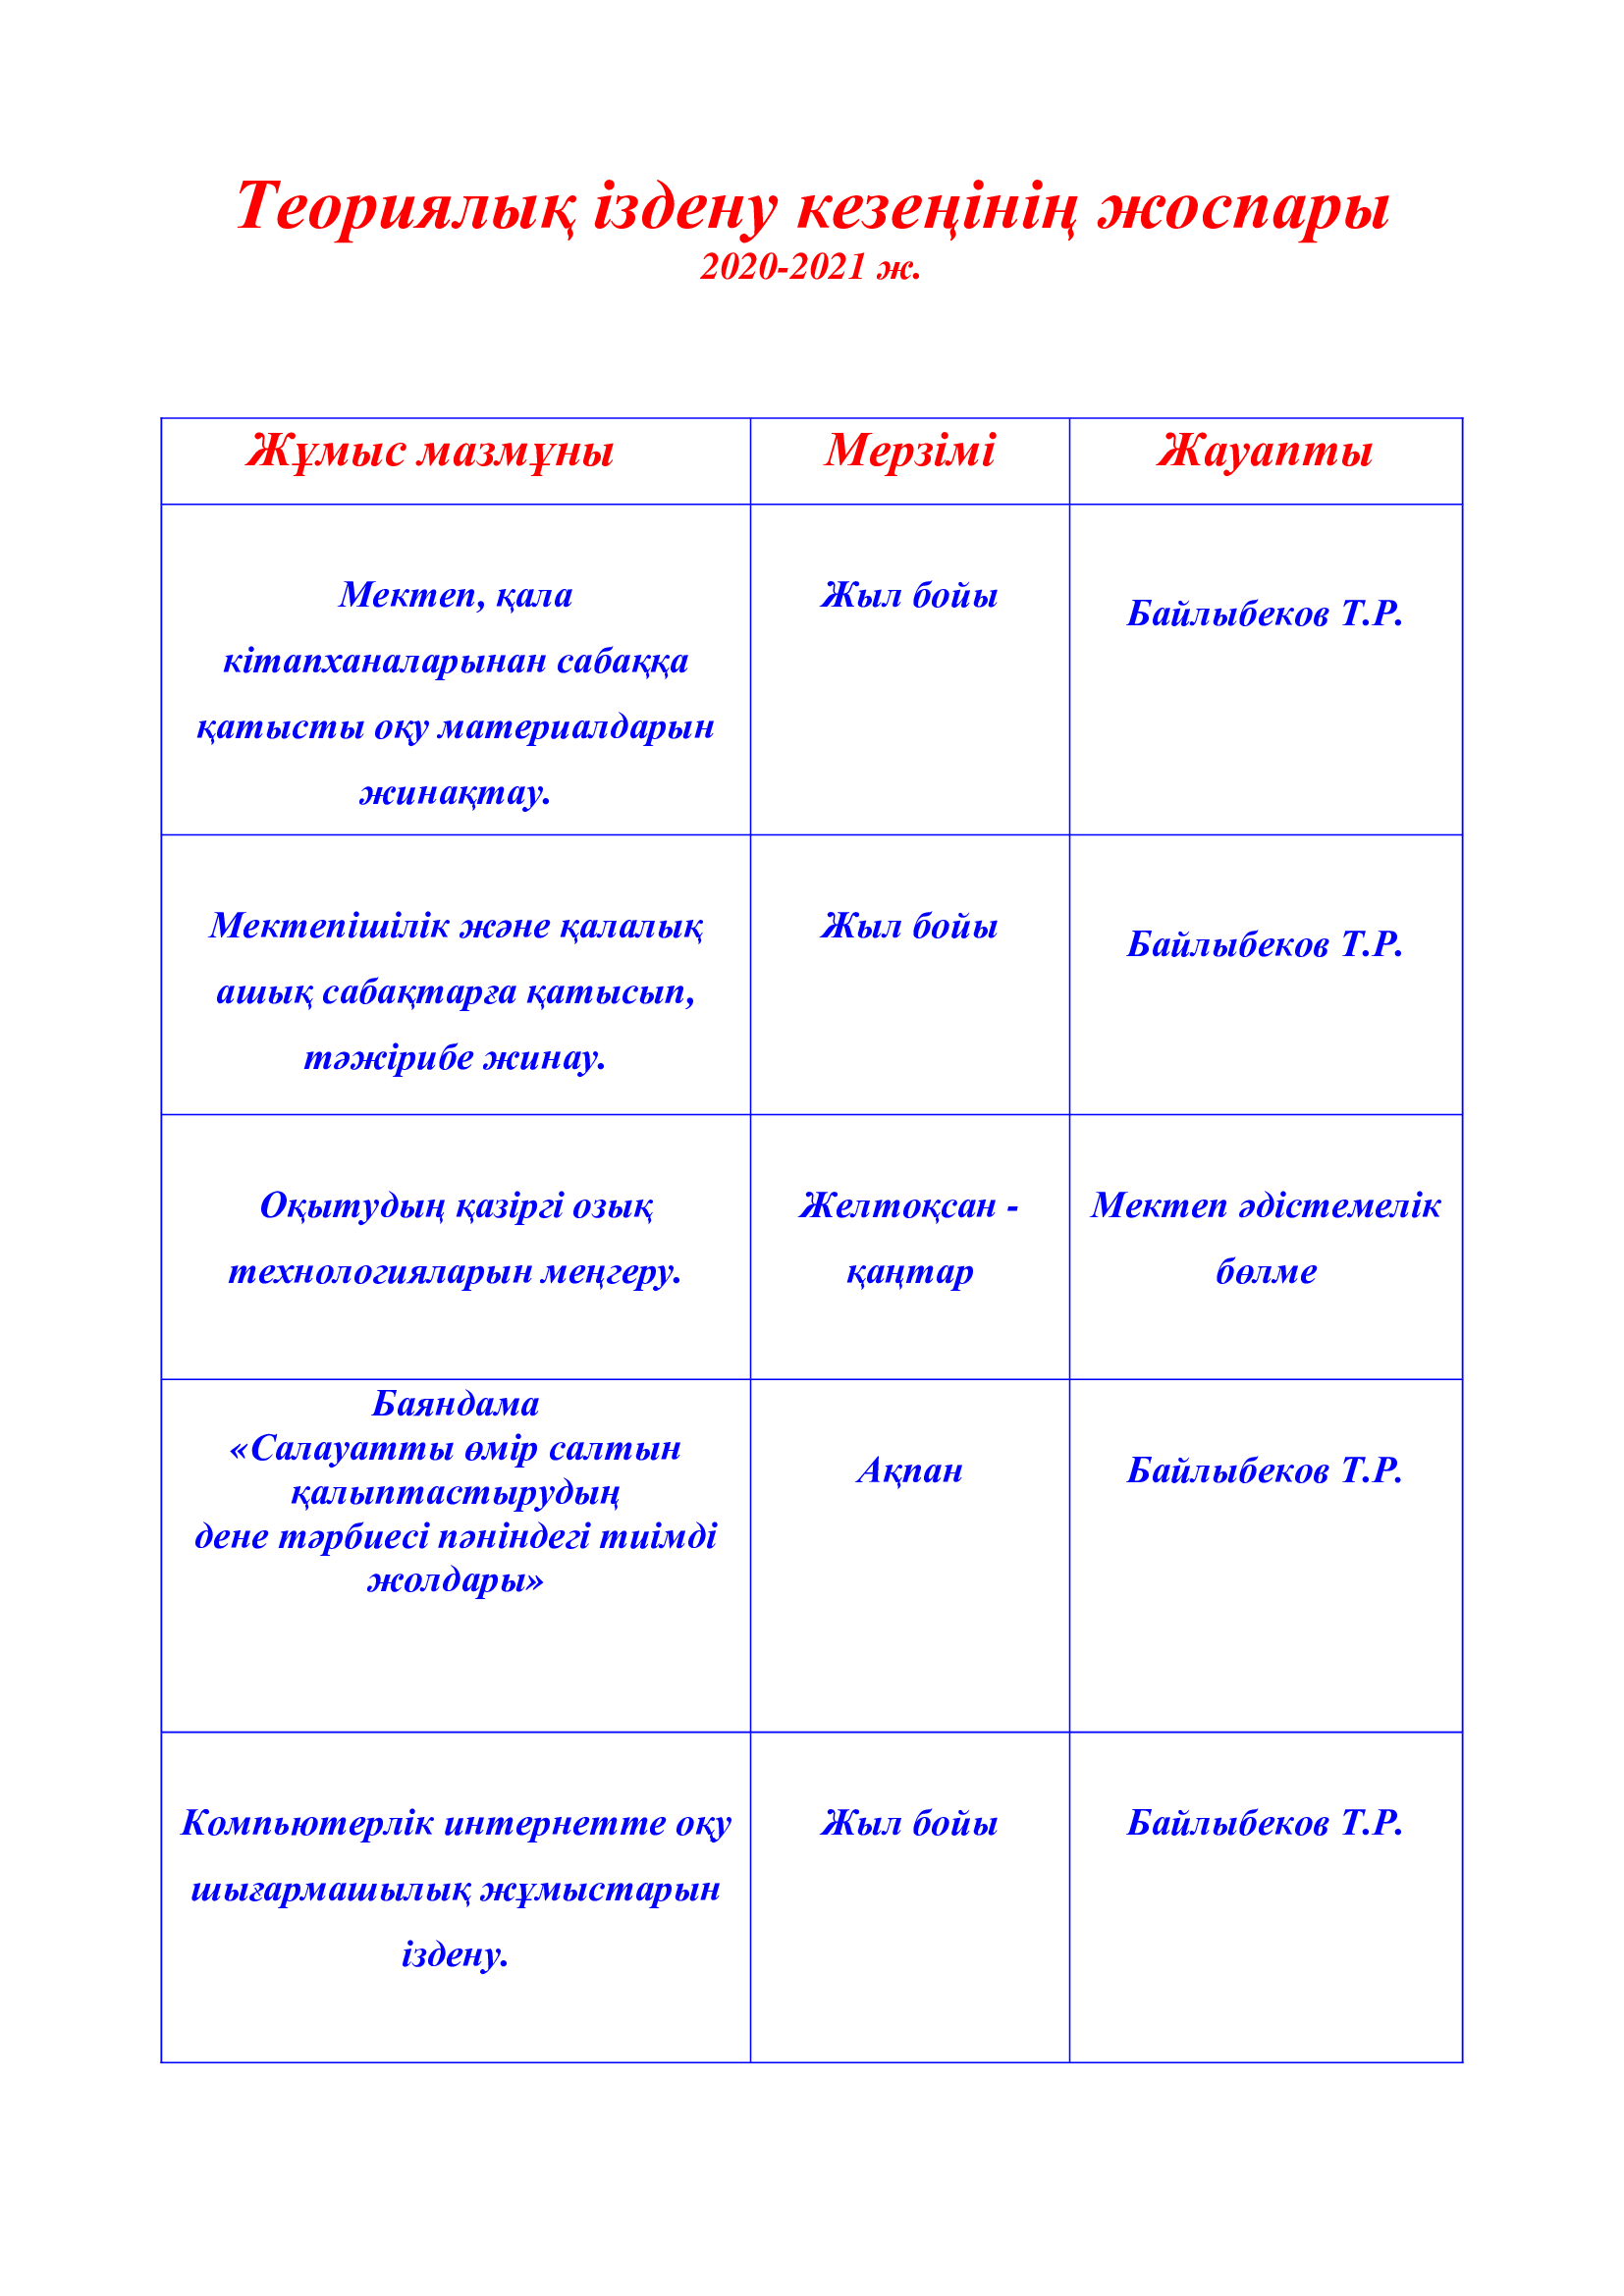 Теориялық іздену кезеңінің жоспары
2020-2021 ж.
Жұмыс мазмұны
Мерзімі
Жауапты
Мектеп, қала
кітапханаларынан сабаққа
қатысты оқу материалдарын
жинақтау.
Жыл бойы
Байлыбеков Т.Р.
Мектепішілік және қалалық
ашық сабақтарға қатысып,
тәжірибе жинау.
Жыл бойы
Байлыбеков Т.Р.
Оқытудың қазіргі озық
технологияларын меңгеру.
Желтоқсан -
қаңтар
Мектеп әдістемелік
бөлме
Баяндама
«Салауатты өмір салтын
қалыптастырудың
дене тәрбиесі пәніндегі тиімді
жолдары»
Ақпан
Байлыбеков Т.Р.
Компьютерлік интернетте оқу
шығармашылық жұмыстарын
іздену.
Жыл бойы
Байлыбеков Т.Р.